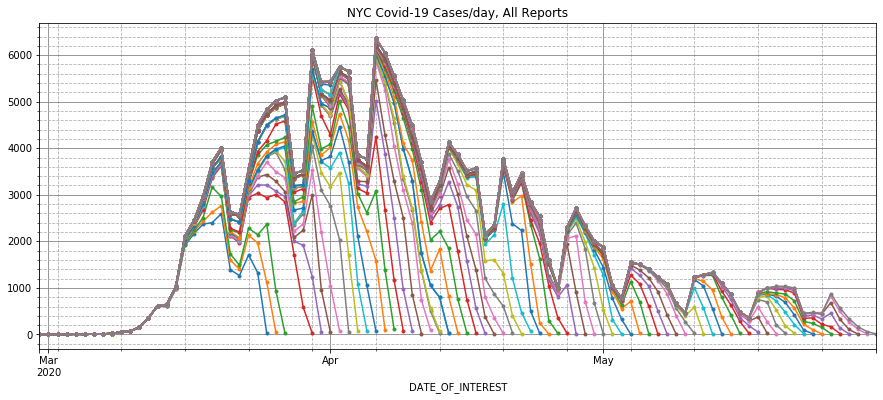 NYC Covid-19 Cases/day, All Reports
6000
5000
4000
3000
2000
1000
0
Mar
2020
Apr
May
DATE_OF_INTEREST